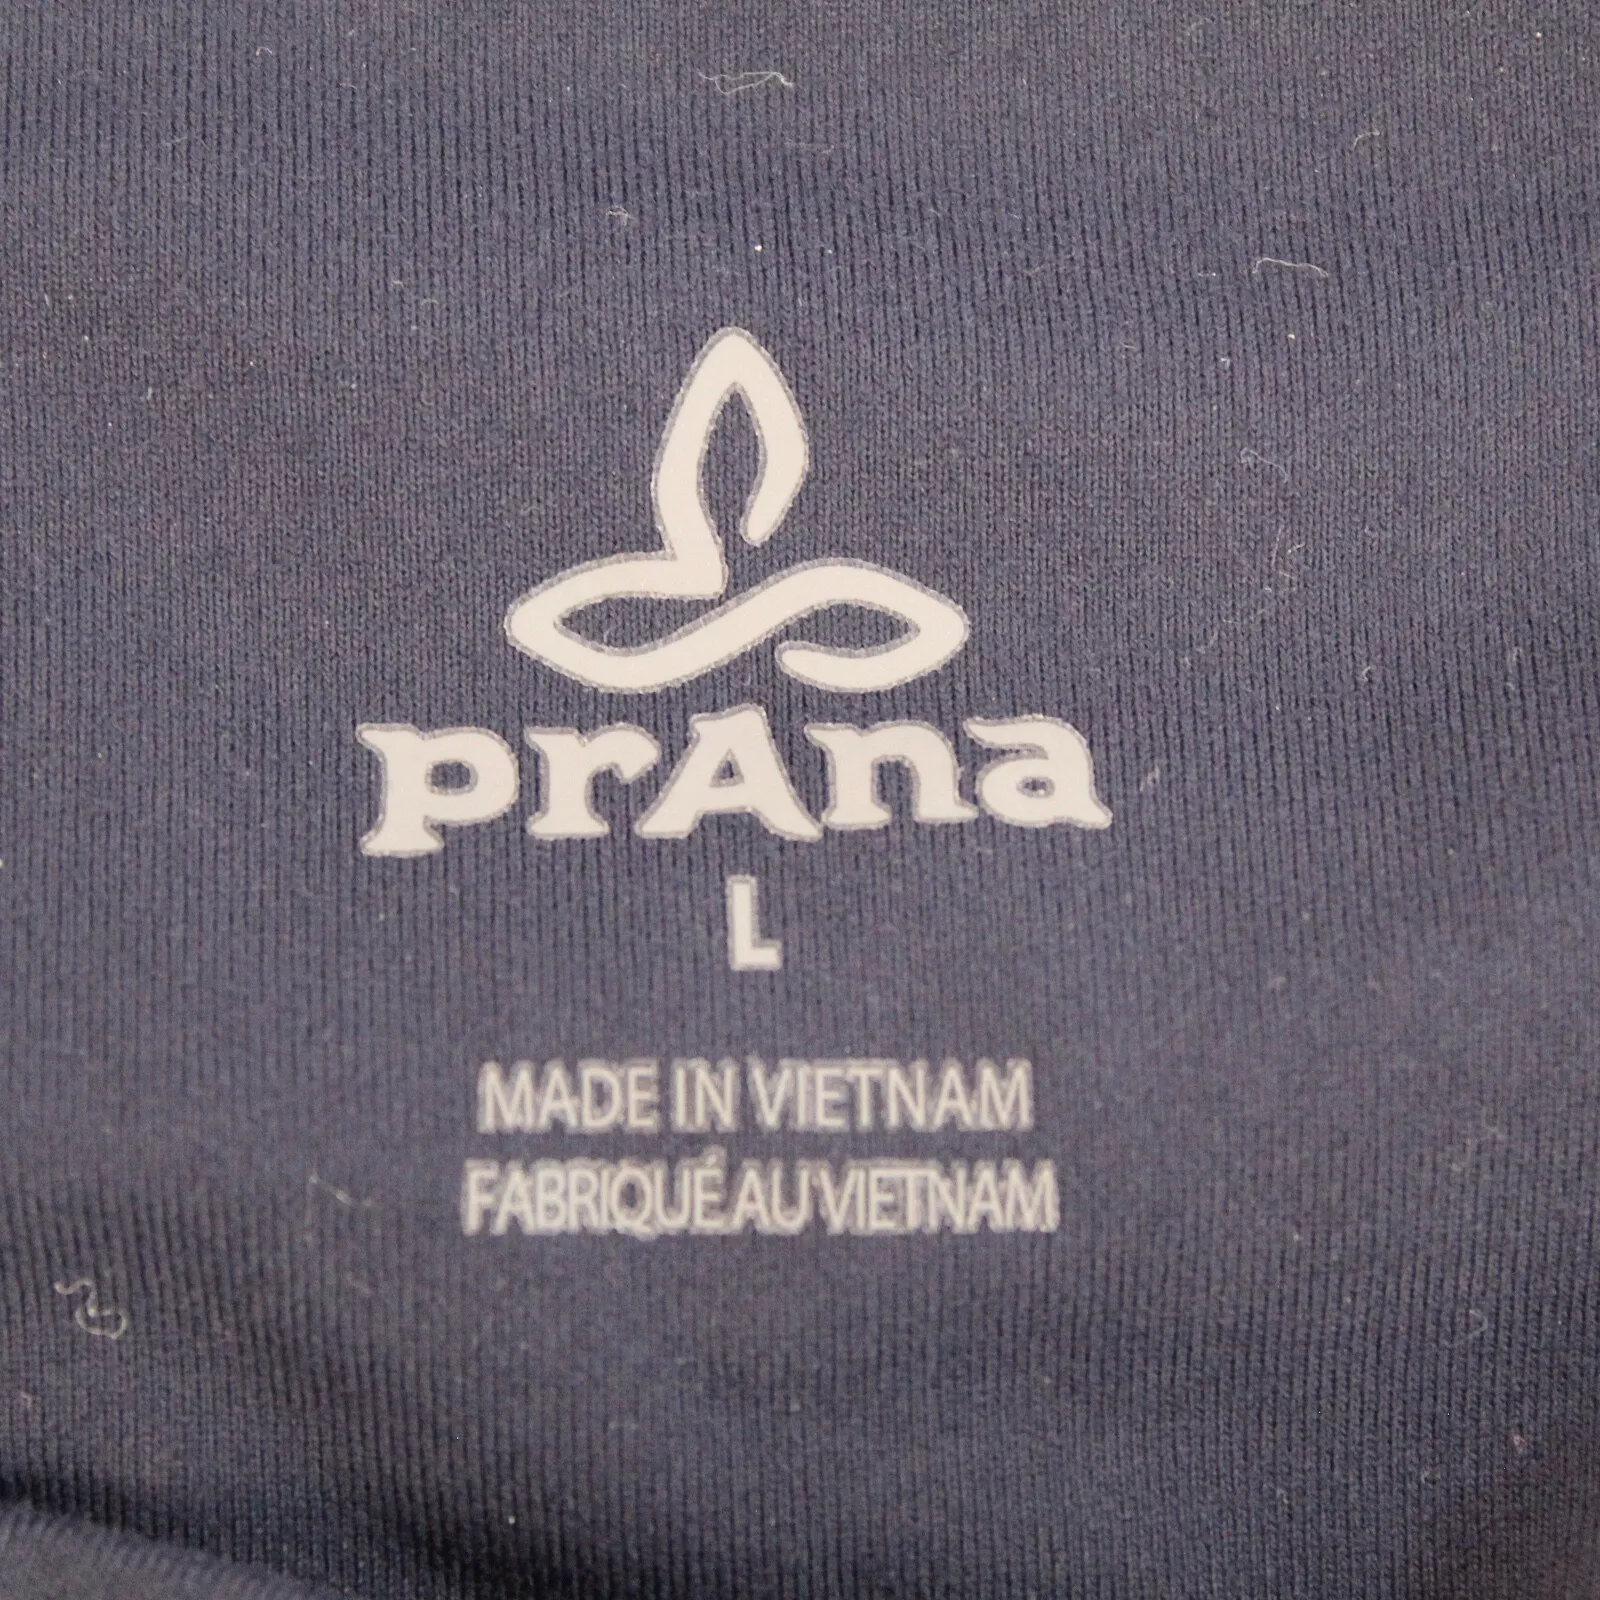 prAna
L
MADE IN VIETNAM
FABRIQUÉ AU VIETNAM